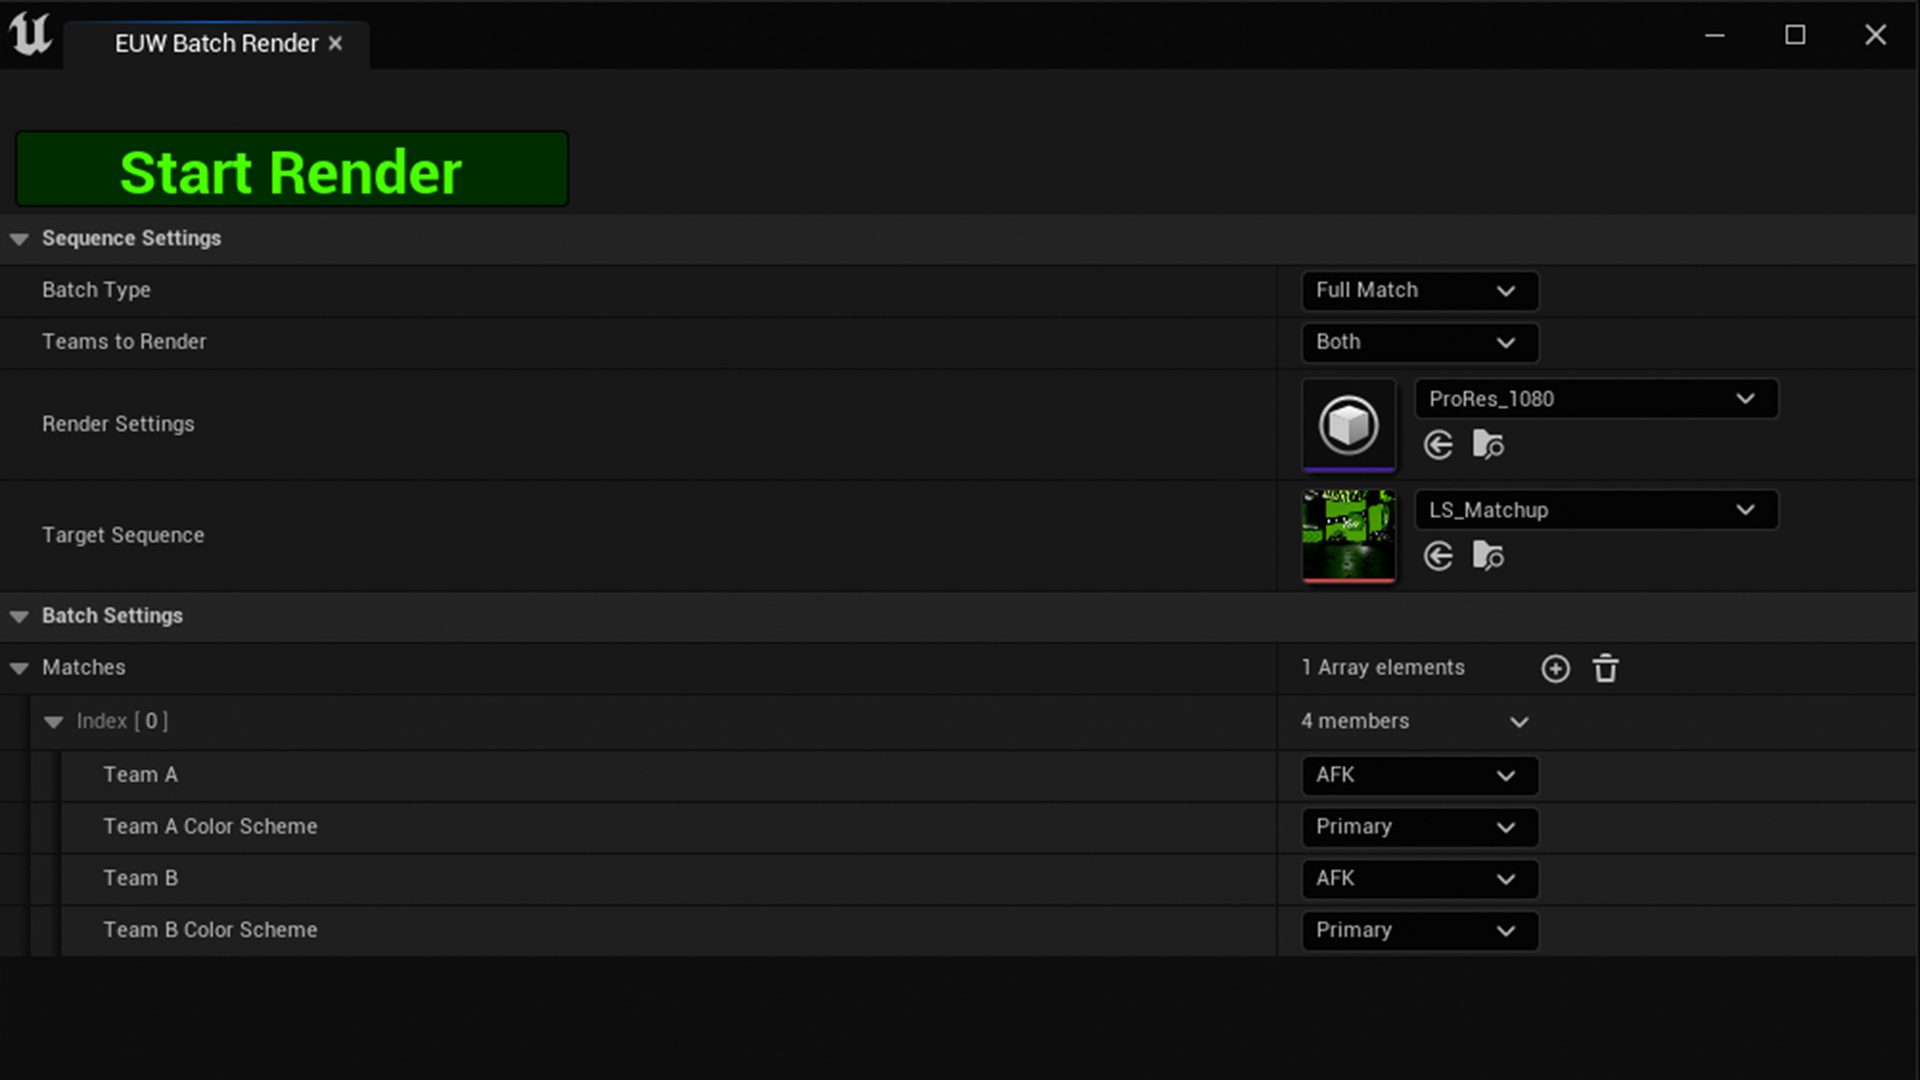 EUW Batch Render
Start Render
Sequence Settings
Batch Type
Full Match
Teams to Render
Both
Render Settings
ProRes_1080
Target Sequence
LS_Matchup
Batch Settings
Matches
1 Array elements
Index [ 0 ]
4 members
Team A
AFK
Team A Color Scheme
Primary
Team B
AFK
Team B Color Scheme
Primary